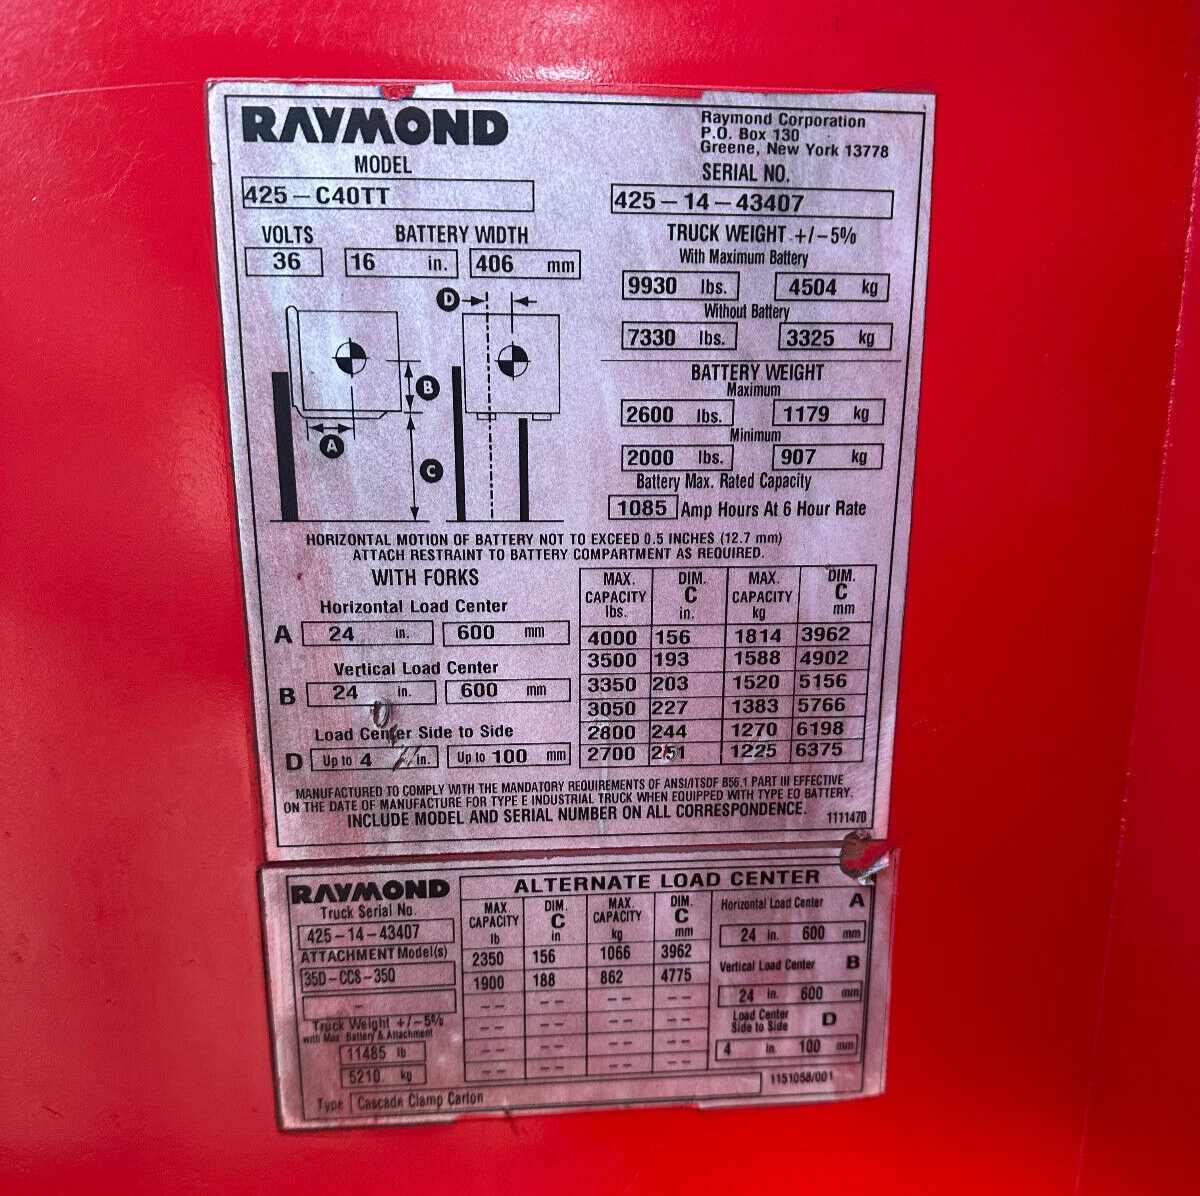 RAYMOND
Raymond Corporation
P.O. Box 130
Greene, New York 13778
MODEL
425-C40TT
SERIAL NO.
425-14-43407
VOLTS
36
BATTERY WIDTH
16 in. 406 mm
TRUCK WEIGHT +/-5%
With Maximum Battery
9930 lbs. 4504 kg
Without Battery
7330 lbs. 3325 kg
BATTERY WEIGHT
Maximum
2600 lbs. 1179 kg
Minimum
2000 lbs. 907 kg
Battery Max. Rated Capacity
1085 Amp Hours At 6 Hour Rate
D
B
A
C
HORIZONTAL MOTION OF BATTERY NOT TO EXCEED 0.5 INCHES (12.7 mm)
ATTACH RESTRAINT TO BATTERY COMPARTMENT AS REQUIRED.
WITH FORKS
Horizontal Load Center
A 24 in. 600 mm
Vertical Load Center
B 24 in. 600 mm
Load Center Side to Side
D Up to 4 in. Up to 100 mm
MAX. CAPACITY lbs. DIM. C in. MAX. CAPACITY kg DIM. C mm
4000 156 1814 3962
3500 193 1588 4902
3350 203 1520 5156
3050 227 1383 5766
2800 244 1270 6198
2700 251 1225 6375
MANUFACTURED TO COMPLY WITH THE MANDATORY REQUIREMENTS OF ANSI/ITSDF B56.1 PART III EFFECTIVE
ON THE DATE OF MANUFACTURE FOR TYPE E INDUSTRIAL TRUCK WHEN EQUIPPED WITH TYPE EO BATTERY.
INCLUDE MODEL AND SERIAL NUMBER ON ALL CORRESPONDENCE.
1111470
RAYMOND
Truck Serial No.
425-14-43407
ATTACHMENT Model(s)
35D-CCS-35Q
-
Truck Weight +/-5%
with Max Battery & Attachment
11485 lb
5210. kg
Type Cascade Clamp Carton
ALTERNATE LOAD CENTER
MAX. CAPACITY lb DIM. C in. MAX. CAPACITY kg DIM. C mm
2350 156 1066 3962
1900 188 862 4775
-- -- -- --
-- -- -- --
-- -- -- --
-- -- -- --
Horizontal Load Center A
24 in. 600 mm
Vertical Load Center B
24 in. 600 mm
Load Center
Side to Side D
4 in. 100 mm
1151058/001